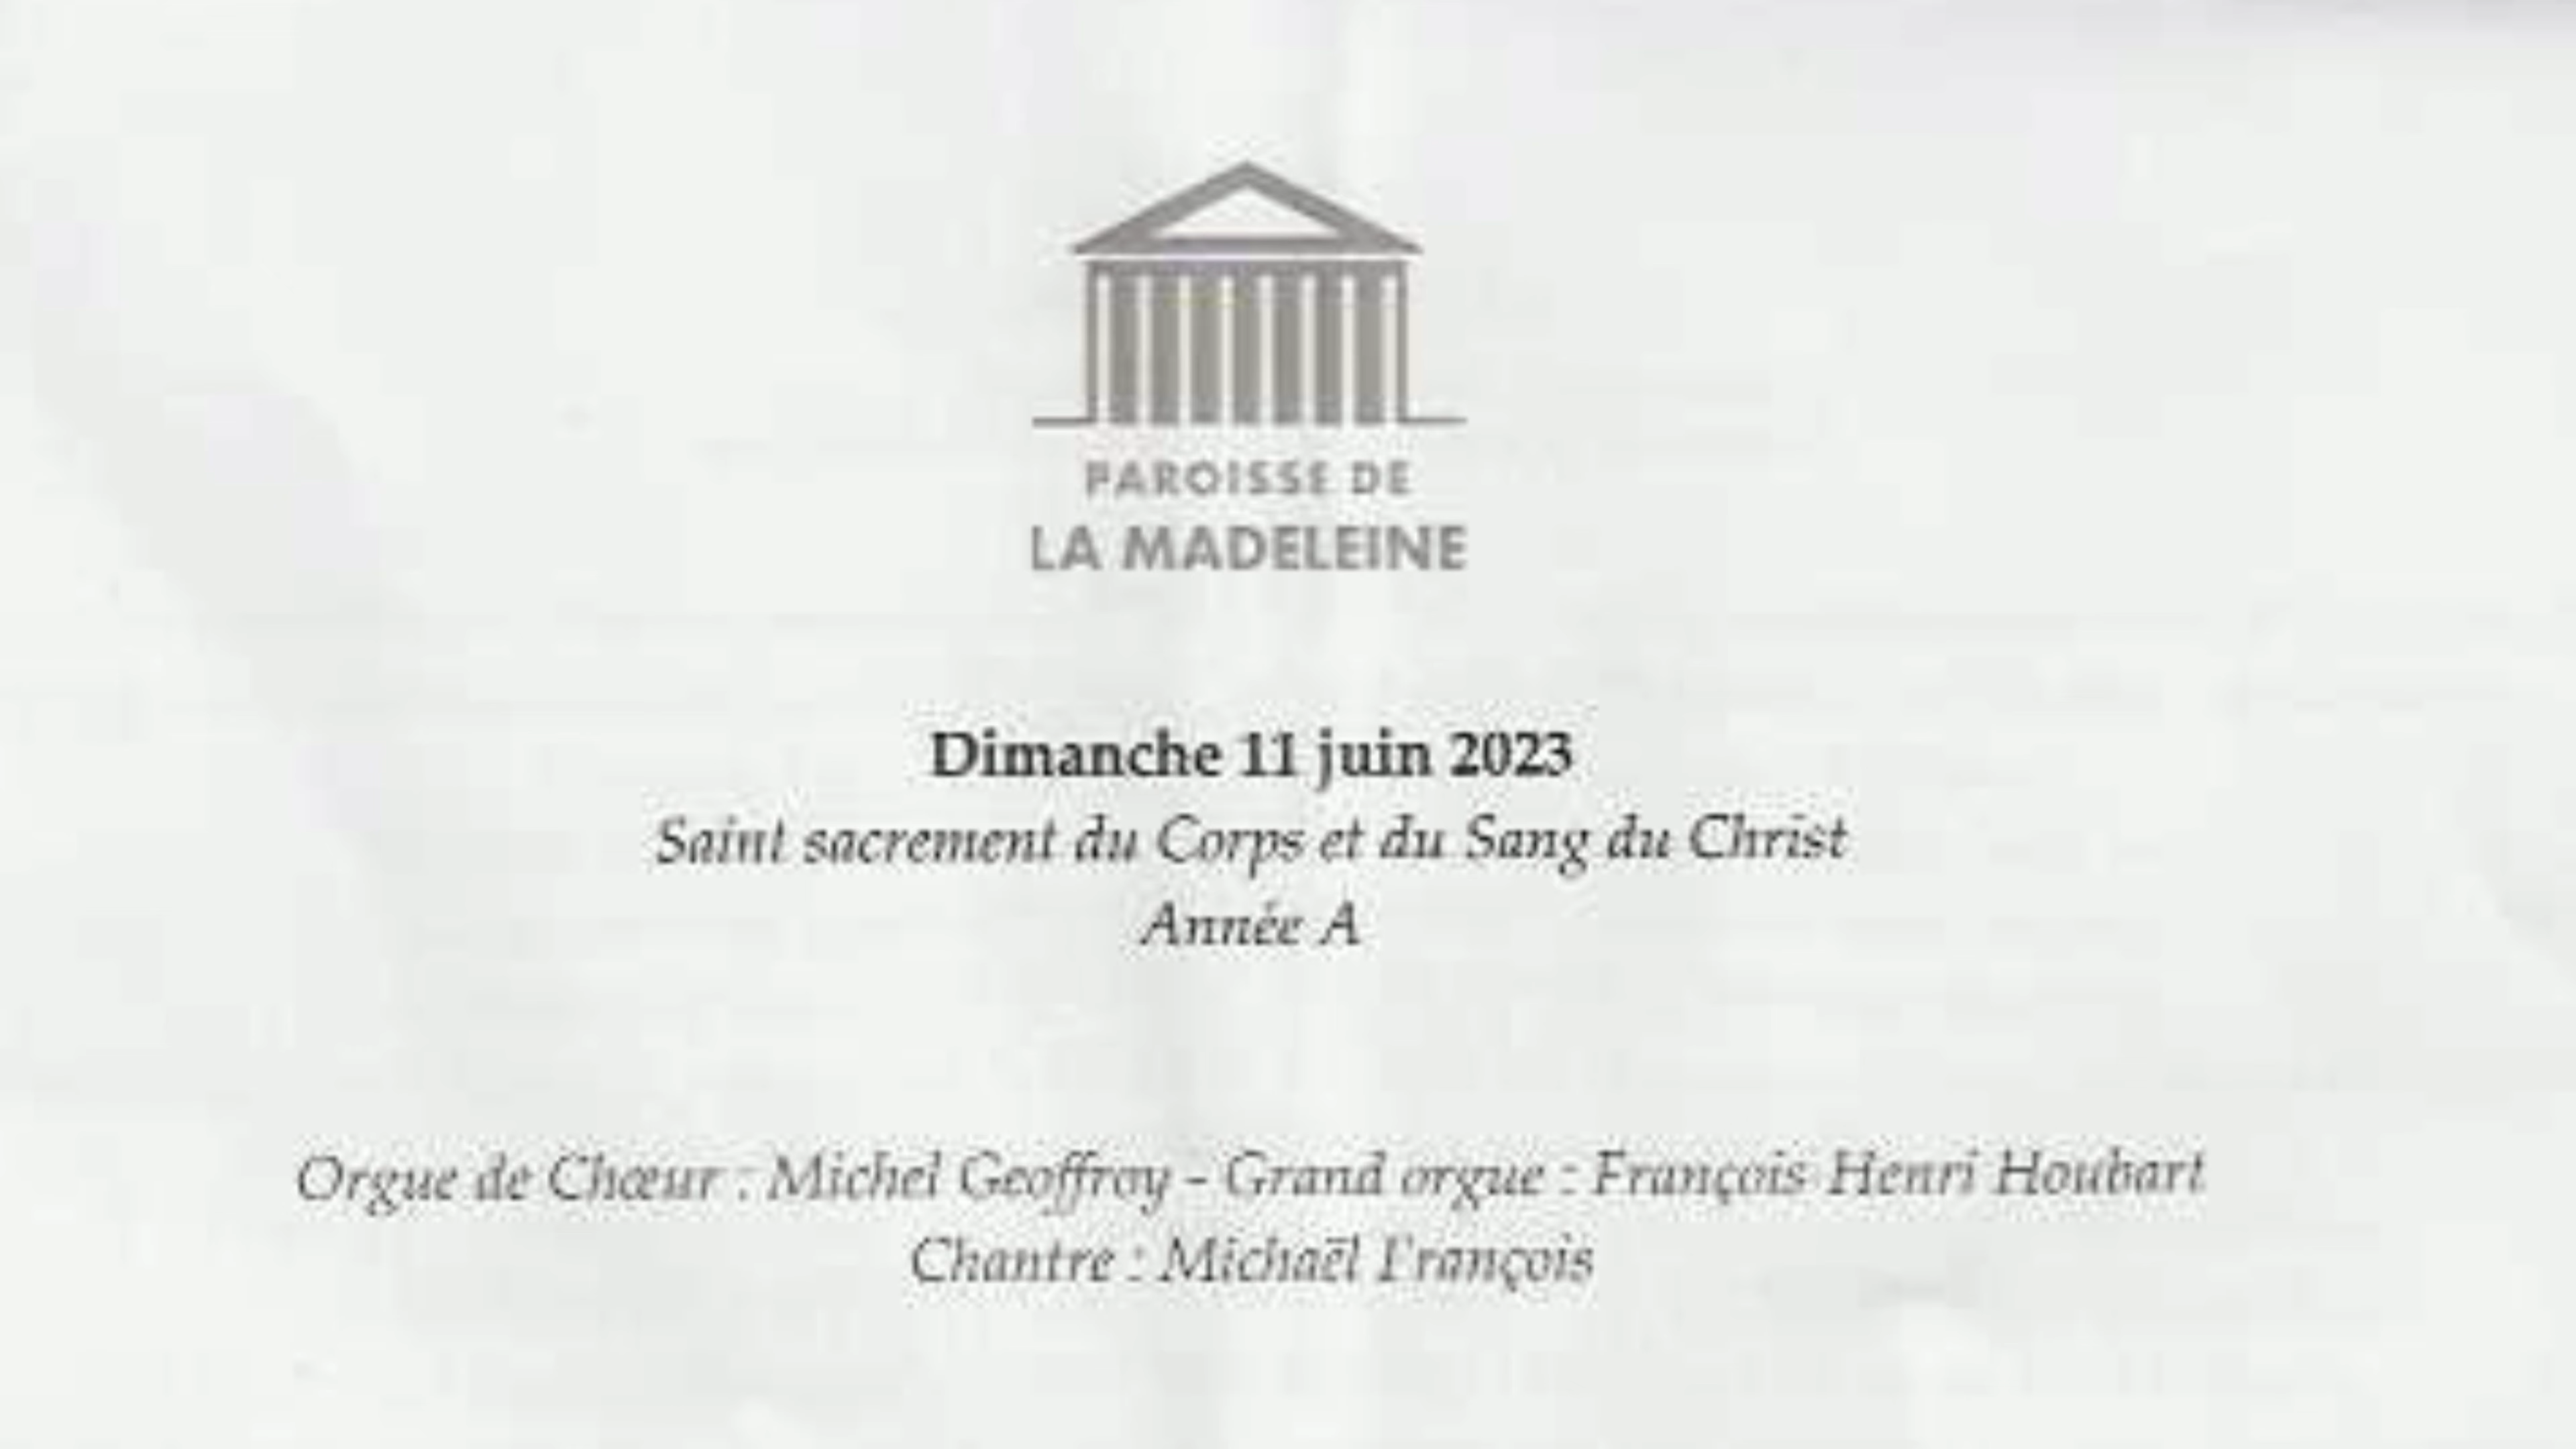 PAROISSE DE
LA MADELEINE
Dimanche 11 juin 2023
Saint sacrement du Corps et du Sang du Christ
Année A
Orgue de Chœur : Michel Geoffroy – Grand orgue : François Henri Houbart
Chantre : Michaël François